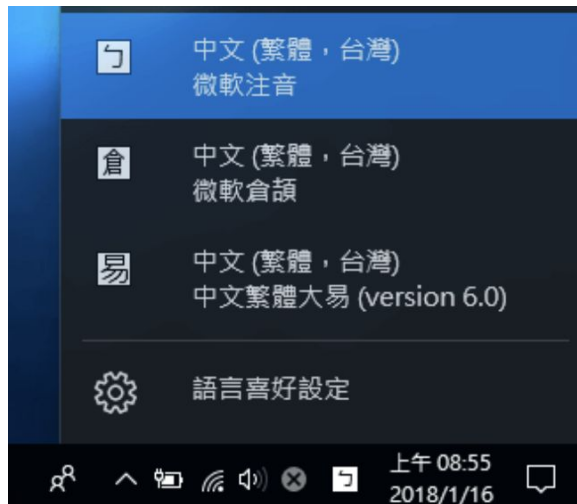 ㄅ
中文 (繁體，台灣)
微軟注音
倉
中文 (繁體，台灣)
微軟倉頡
易
中文 (繁體，台灣)
中文繁體大易 (version 6.0)
語言喜好設定
ㄅ
上午 08:55
2018/1/16